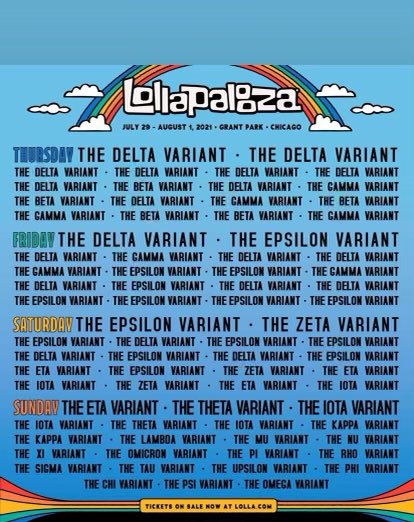 Lollapalooza
JULY 29 - AUGUST 1, 2021 • GRANT PARK • CHICAGO
THURSDAY THE DELTA VARIANT · THE DELTA VARIANT
THE DELTA VARIANT · THE DELTA VARIANT · THE DELTA VARIANT · THE DELTA VARIANT
THE DELTA VARIANT · THE BETA VARIANT · THE DELTA VARIANT · THE GAMMA VARIANT
THE BETA VARIANT · THE DELTA VARIANT · THE GAMMA VARIANT · THE BETA VARIANT
THE GAMMA VARIANT · THE BETA VARIANT · THE BETA VARIANT · THE GAMMA VARIANT
FRIDAY THE DELTA VARIANT · THE EPSILON VARIANT
THE DELTA VARIANT · THE GAMMA VARIANT · THE DELTA VARIANT · THE DELTA VARIANT
THE GAMMA VARIANT · THE EPSILON VARIANT · THE EPSILON VARIANT · THE GAMMA VARIANT
THE DELTA VARIANT · THE EPSILON VARIANT · THE DELTA VARIANT · THE EPSILON VARIANT
THE EPSILON VARIANT · THE EPSILON VARIANT · THE EPSILON VARIANT · THE EPSILON VARIANT
SATURDAY THE EPSILON VARIANT · THE ZETA VARIANT
THE EPSILON VARIANT · THE DELTA VARIANT · THE EPSILON VARIANT · THE EPSILON VARIANT
THE DELTA VARIANT · THE EPSILON VARIANT · THE DELTA VARIANT · THE EPSILON VARIANT
THE ETA VARIANT · THE EPSILON VARIANT · THE ZETA VARIANT · THE ETA VARIANT
THE IOTA VARIANT · THE ZETA VARIANT · THE ETA VARIANT · THE IOTA VARIANT
SUNDAY THE ETA VARIANT · THE THETA VARIANT · THE IOTA VARIANT
THE IOTA VARIANT · THE THETA VARIANT · THE IOTA VARIANT · THE KAPPA VARIANT
THE KAPPA VARIANT · THE LAMBOA VARIANT · THE MU VARIANT · THE NU VARIANT
THE XI VARIANT · THE OMICRON VARIANT · THE PI VARIANT · THE RHO VARIANT
THE SIGMA VARIANT · THE TAU VARIANT · THE UPSILON VARIANT · THE PHI VARIANT
THE CHI VARIANT · THE PSI VARIANT · THE OMEGA VARIANT
TICKETS ON SALE NOW AT LOLLA.COM